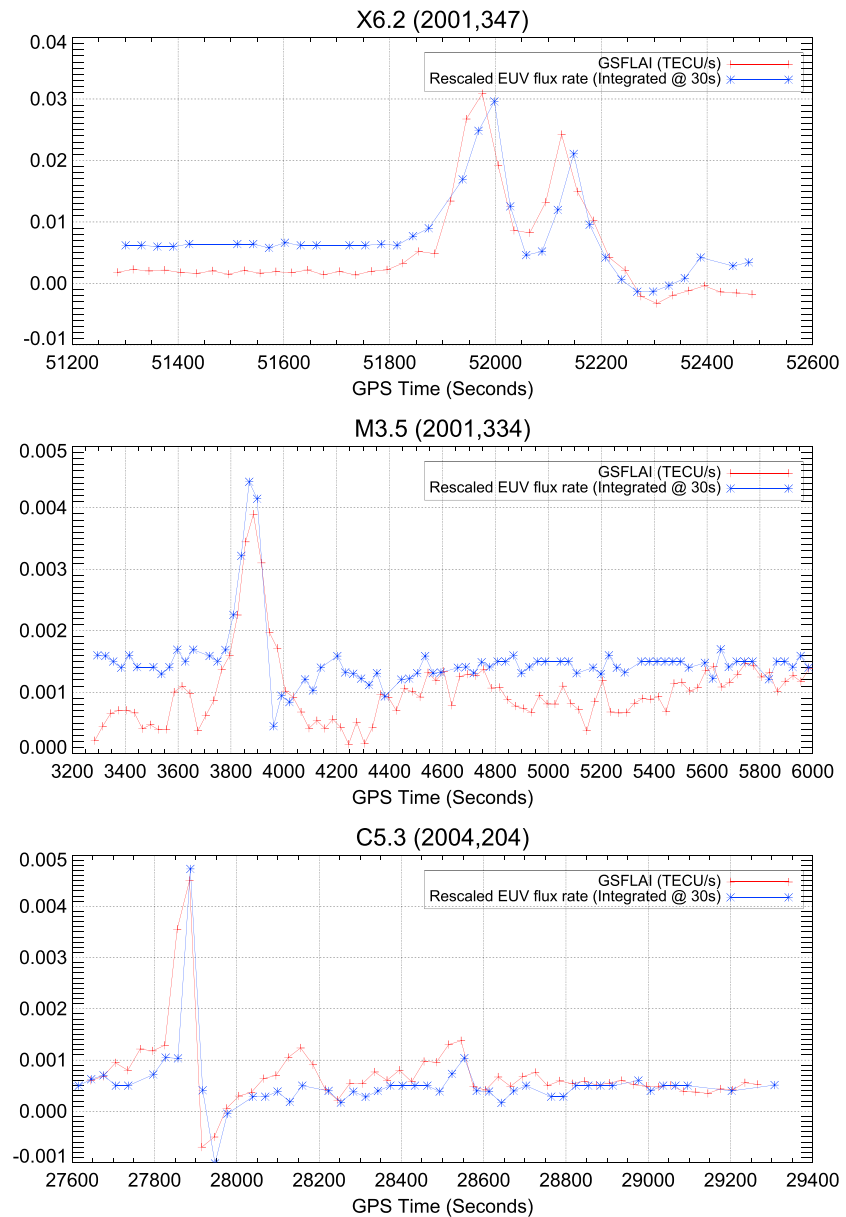 X6.2 (2001,347)
0.04
0.03
0.02
0.01
0.00
-0.01
GSFLAI (TECU/s)
Rescaled EUV flux rate (Integrated @ 30s)
51200 51400 51600 51800 52000 52200 52400 52600
GPS Time (Seconds)
M3.5 (2001,334)
0.005
0.004
0.003
0.002
0.001
0.000
GSFLAI (TECU/s)
Rescaled EUV flux rate (Integrated @ 30s)
3200 3400 3600 3800 4000 4200 4400 4600 4800 5000 5200 5400 5600 5800 6000
GPS Time (Seconds)
C5.3 (2004,204)
0.005
0.004
0.003
0.002
0.001
0.000
-0.001
GSFLAI (TECU/s)
Rescaled EUV flux rate (Integrated @ 30s)
27600 27800 28000 28200 28400 28600 28800 29000 29200 29400
GPS Time (Seconds)